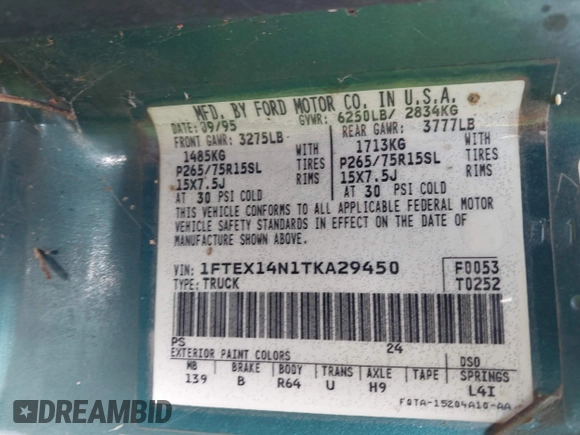 MFD. BY FORD MOTOR CO. IN U.S.A.
DATE: 09/95 GVWR: 6250LB/ 2834KG
FRONT GAWR: 3275LB REAR GAWR: 3777LB
1485KG WITH 1713KG WITH
P265/75R15SL TIRES P265/75R15SL TIRES
15X7.5J RIMS 15X7.5J RIMS
AT 30 PSI COLD AT 30 PSI COLD
THIS VEHICLE CONFORMS TO ALL APPLICABLE FEDERAL MOTOR
VEHICLE SAFETY STANDARDS IN EFFECT ON THE DATE OF
MANUFACTURE SHOWN ABOVE.
VIN: 1FTEX14N1TKA29450 F0053
TYPE: TRUCK T0252
PS 24
EXTERIOR PAINT COLORS DSO
WB BRAKE BODY TRANS AXLE TAPE SPRINGS
139 B R64 U H9 L4I
F0TA-15204A10-AA
DREAMBID